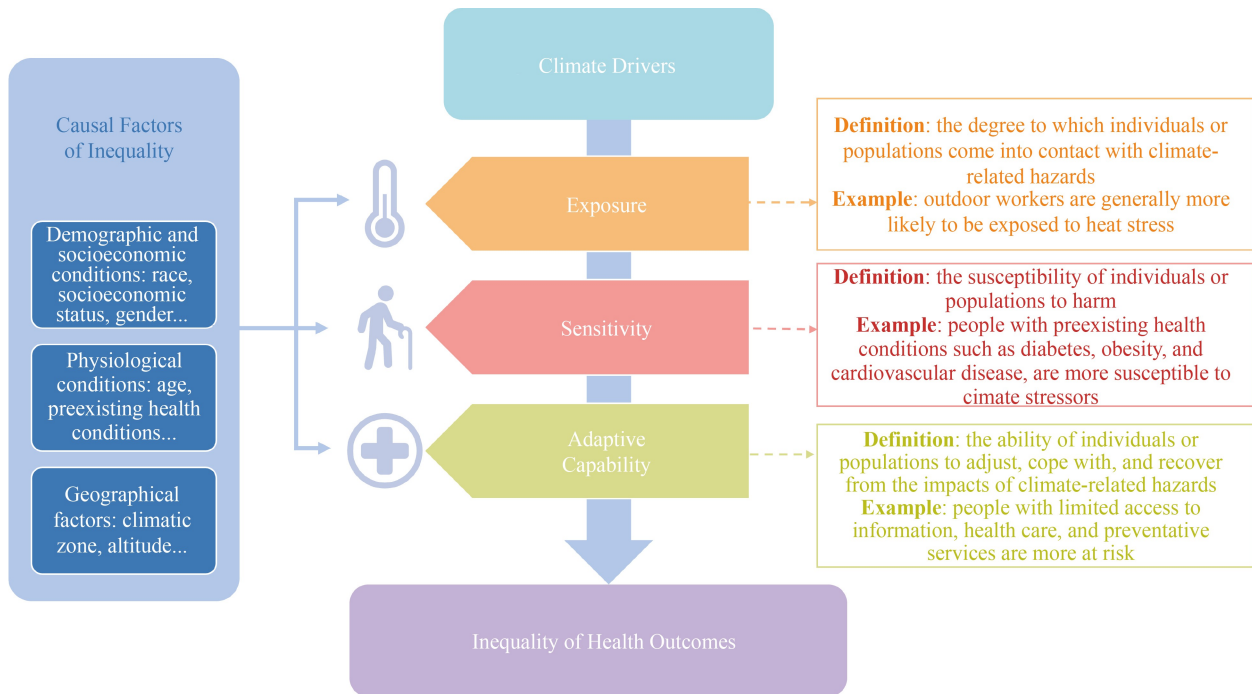 Climate Drivers
Causal Factors
of Inequality
Demographic and
socioeconomic
conditions: race,
socioeconomic
status, gender...
Physiological
conditions: age,
preexisting health
conditions...
Geographical
factors: climatic
zone, altitude...
Exposure
Definition: the degree to which individuals or
populations come into contact with climate-
related hazards
Example: outdoor workers are generally more
likely to be exposed to heat stress
Sensitivity
Definition: the susceptibility of individuals or
populations to harm
Example: people with preexisting health
conditions such as diabetes, obesity, and
cardiovascular disease, are more susceptible to
cimate stressors
Adaptive
Capability
Definition: the ability of individuals or
populations to adjust, cope with, and recover
from the impacts of climate-related hazards
Example: people with limited access to
information, health care, and preventative
services are more at risk
Inequality of Health Outcomes